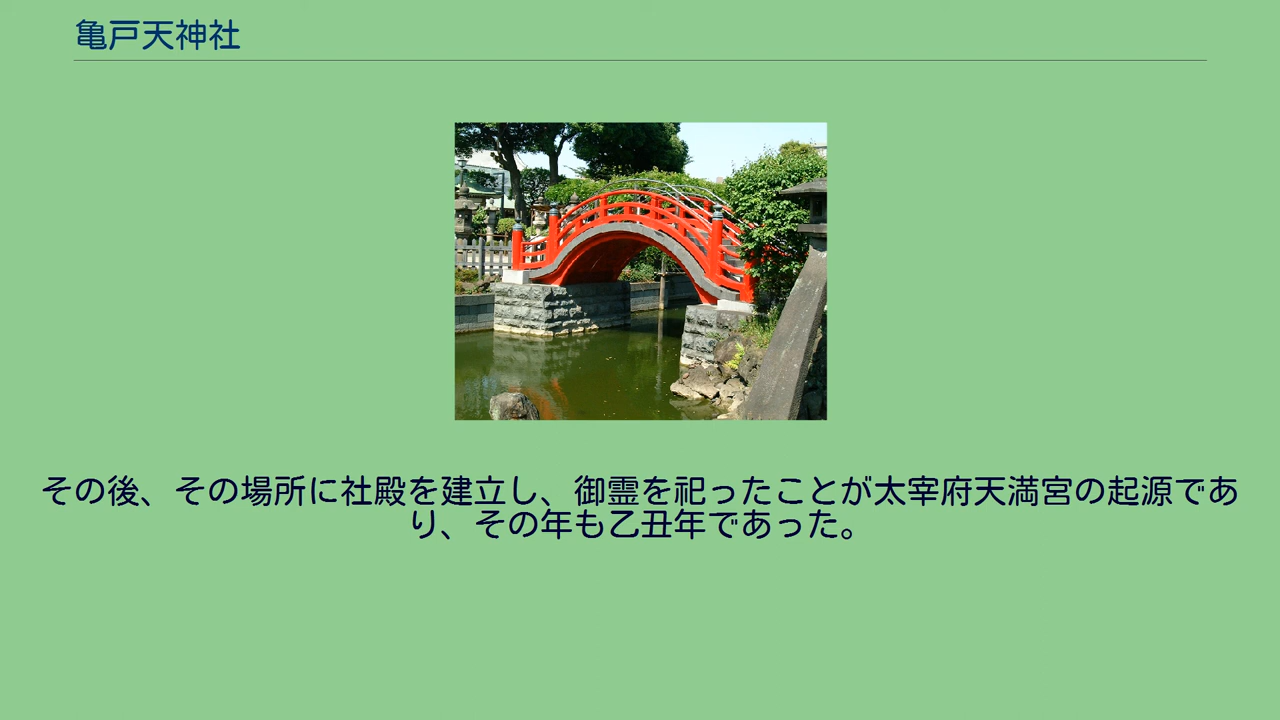 亀戸天神社
その後、その場所に社殿を建立し、御霊を祀ったことが太宰府天満宮の起源であ
り、その年も乙丑年であった。